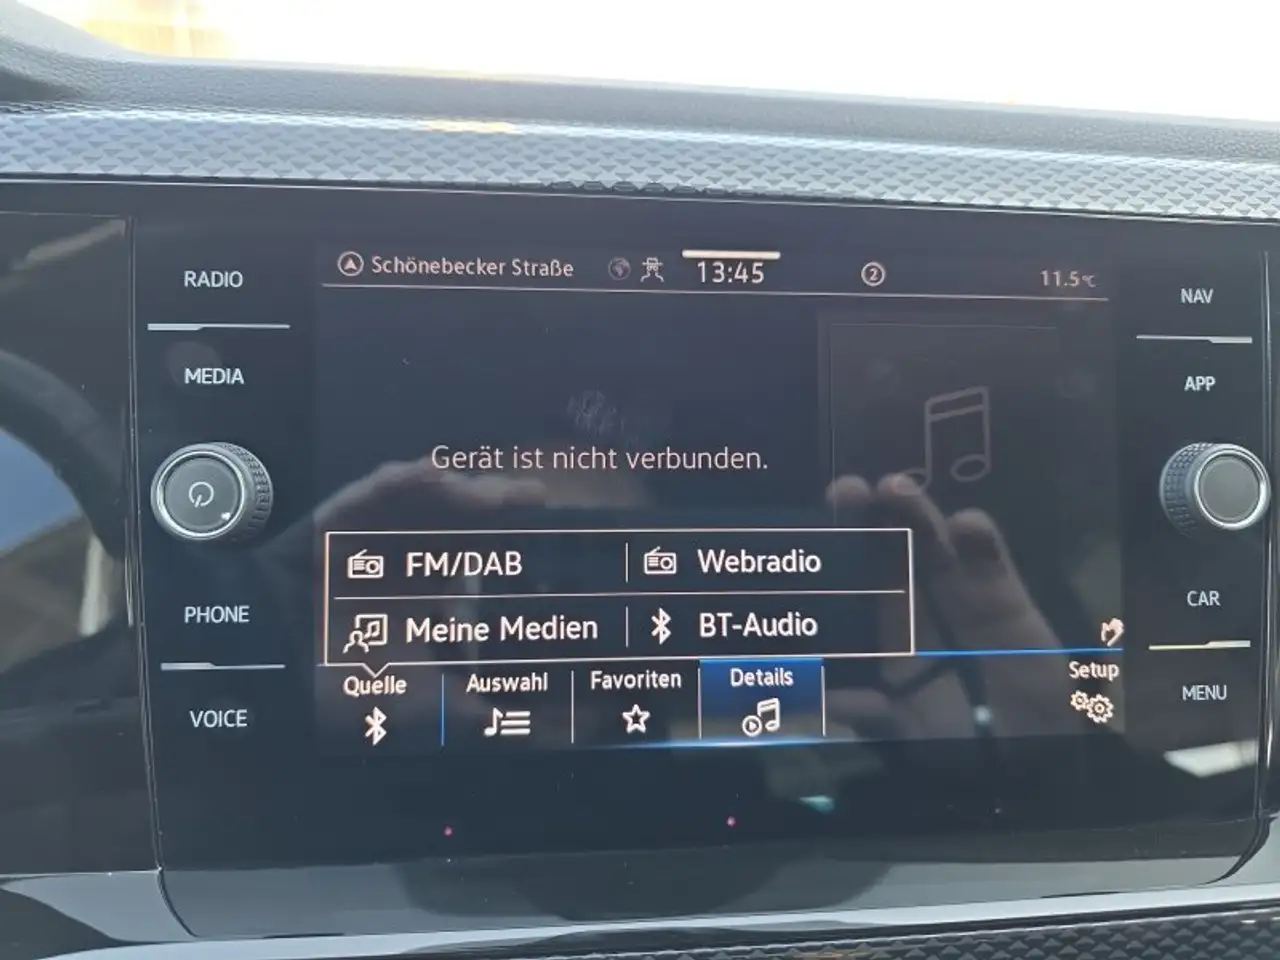 RADIO
MEDIA
PHONE
VOICE
Schönebecker Straße
13:45
2
11.5°C
Gerät ist nicht verbunden.
FM/DAB
Webradio
Meine Medien
BT-Audio
Quelle
Auswahl
Favoriten
Details
Setup
NAV
APP
CAR
MENU